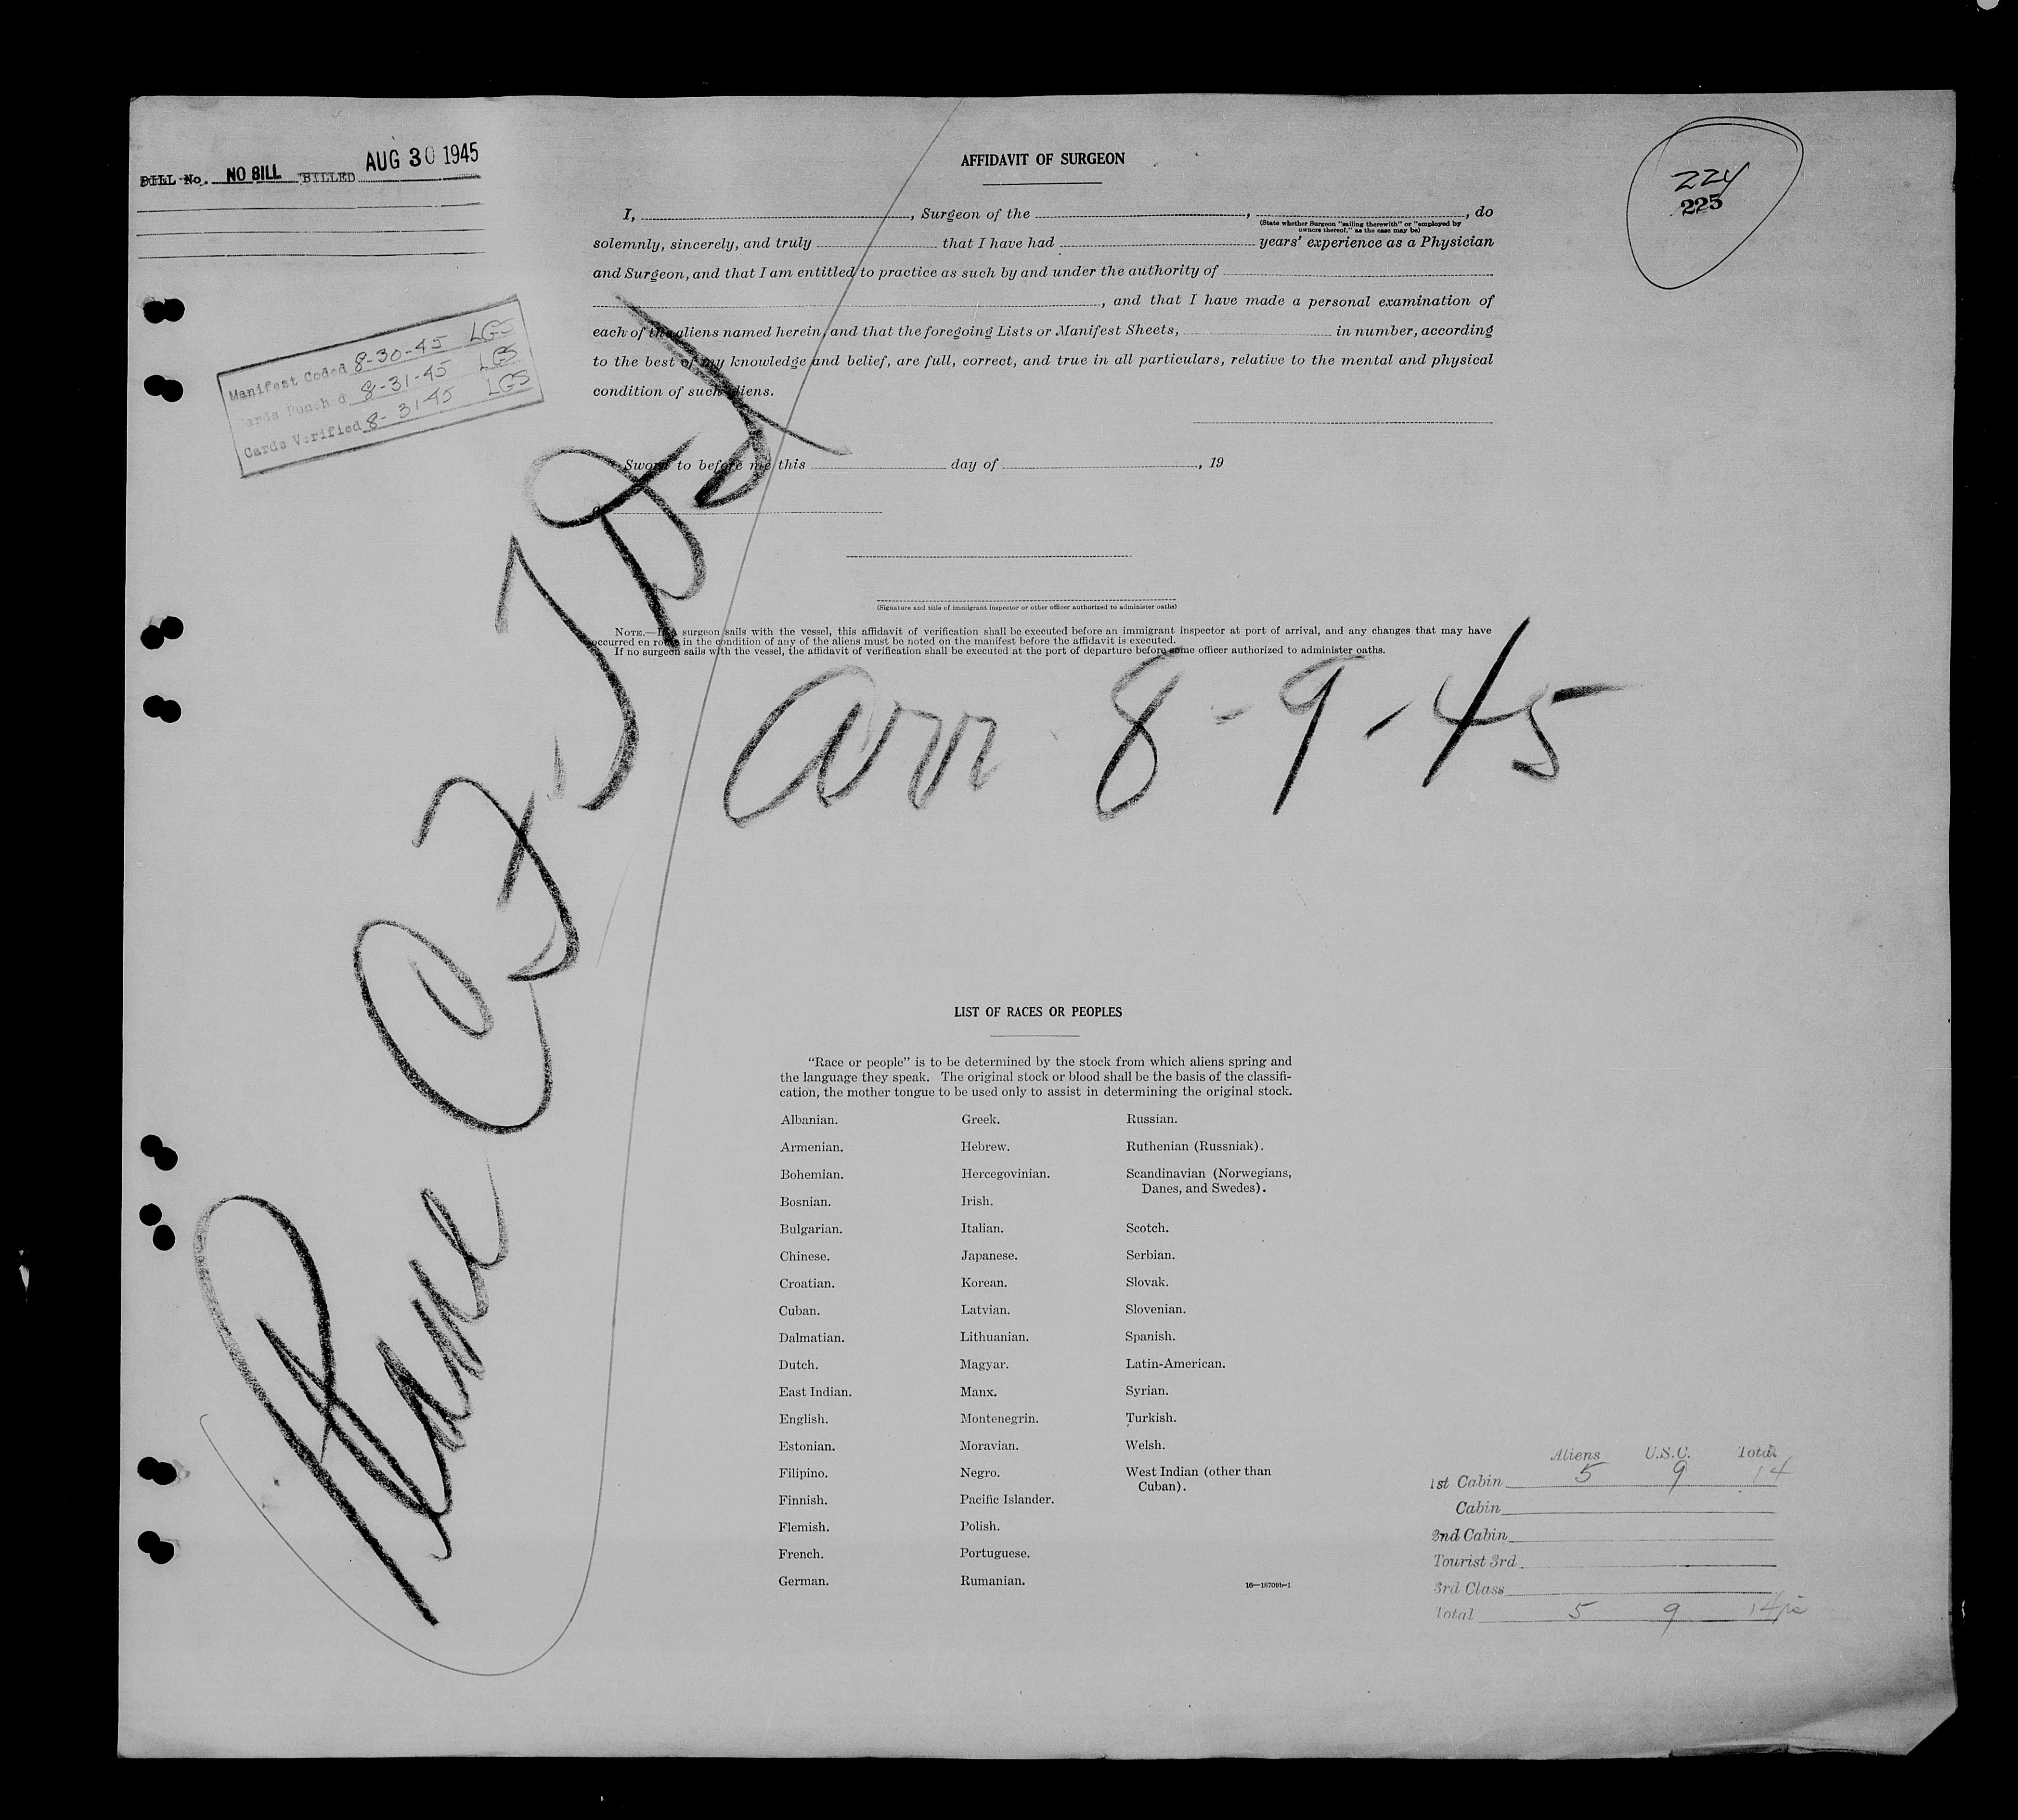 BILL No. NO BILL BILLED AUG 30 1945
224
225
Manifest Coded 8-30-45 LGS
Cards Punched 8-31-45 LGS
Cards Verified 8-31-45 LGS
AFFIDAVIT OF SURGEON
I, , Surgeon of the , , do
(State whether Surgeon "sailing therewith" or "employed by
owners thereof," as the case may be)
solemnly, sincerely, and truly that I have had years' experience as a Physician
and Surgeon, and that I am entitled to practice as such by and under the authority of
, and that I have made a personal examination of
each of the aliens named herein, and that the foregoing Lists or Manifest Sheets, in number, according
to the best of my knowledge and belief, are full, correct, and true in all particulars, relative to the mental and physical
condition of such aliens.
Sworn to before me this day of , 19
(Signature and title of immigrant inspector or other officer authorized to administer oaths)
NOTE.—If a surgeon sails with the vessel, this affidavit of verification shall be executed before an immigrant inspector at port of arrival, and any changes that may have
occurred en route in the condition of any of the aliens must be noted on the manifest before the affidavit is executed.
If no surgeon sails with the vessel, the affidavit of verification shall be executed at the port of departure before some officer authorized to administer oaths.
Plane
arr 8-9-45
LIST OF RACES OR PEOPLES
"Race or people" is to be determined by the stock from which aliens spring and
the language they speak. The original stock or blood shall be the basis of the classifi-
cation, the mother tongue to be used only to assist in determining the original stock.
Albanian.
Armenian.
Bohemian.
Bosnian.
Bulgarian.
Chinese.
Croatian.
Cuban.
Dalmatian.
Dutch.
East Indian.
English.
Estonian.
Filipino.
Finnish.
Flemish.
French.
German.
Greek.
Hebrew.
Hercegovinian.
Irish.
Italian.
Japanese.
Korean.
Latvian.
Lithuanian.
Magyar.
Manx.
Montenegrin.
Moravian.
Negro.
Pacific Islander.
Polish.
Portuguese.
Rumanian.
Russian.
Ruthenian (Russniak).
Scandinavian (Norwegians,
Danes, and Swedes).
Scotch.
Serbian.
Slovak.
Slovenian.
Spanish.
Latin-American.
Syrian.
Turkish.
Welsh.
West Indian (other than
Cuban).
16—18709b-1
Aliens U.S.C. Total
1st Cabin 5 9 14
Cabin
2nd Cabin
Tourist 3rd
3rd Class
Total 5 9 14